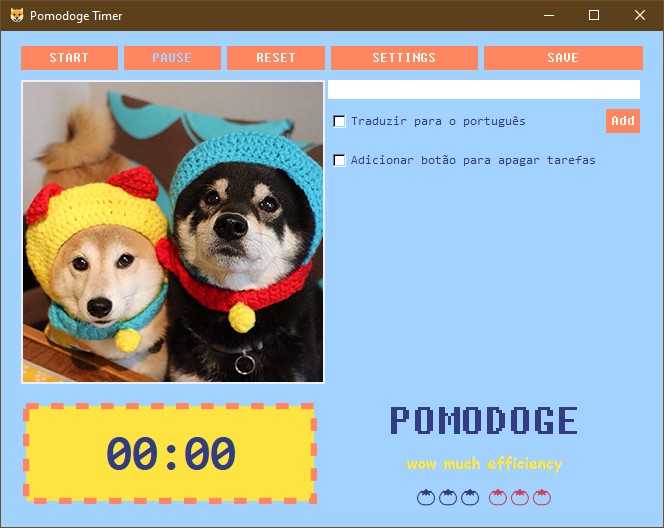 Pomodoge Timer
START PAUSE RESET SETTINGS SAVE
Traduzir para o português Add
Adicionar botão para apagar tarefas
00:00
POMODOGE
wow much efficiency